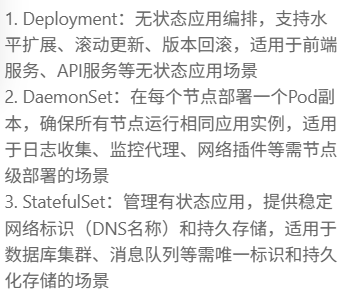 1. Deployment：无状态应用编排，支持水
平扩展、滚动更新、版本回滚，适用于前端
服务、API服务等无状态应用场景
2. DaemonSet：在每个节点部署一个Pod副
本，确保所有节点运行相同应用实例，适用
于日志收集、监控代理、网络插件等需节点
级部署的场景
3. StatefulSet：管理有状态应用，提供稳定
网络标识（DNS名称）和持久存储，适用于
数据库集群、消息队列等需唯一标识和持久
化存储的场景